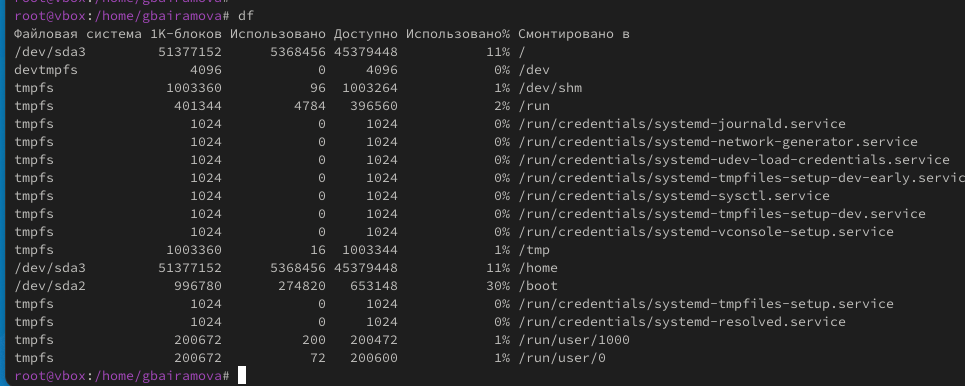 root@vbox:/home/gbairamova# df
Файловая система 1K-блоков Использовано Доступно Использовано% Смонтировано в
/dev/sda3 51377152 5368456 45379448 11% /
devtmpfs 4096 0 4096 0% /dev
tmpfs 1003360 96 1003264 1% /dev/shm
tmpfs 401344 4784 396560 2% /run
tmpfs 1024 0 1024 0% /run/credentials/systemd-journald.service
tmpfs 1024 0 1024 0% /run/credentials/systemd-network-generator.service
tmpfs 1024 0 1024 0% /run/credentials/systemd-udev-load-credentials.service
tmpfs 1024 0 1024 0% /run/credentials/systemd-tmpfiles-setup-dev-early.servic
tmpfs 1024 0 1024 0% /run/credentials/systemd-sysctl.service
tmpfs 1024 0 1024 0% /run/credentials/systemd-tmpfiles-setup-dev.service
tmpfs 1024 0 1024 0% /run/credentials/systemd-vconsole-setup.service
tmpfs 1003360 16 1003344 1% /tmp
/dev/sda3 51377152 5368456 45379448 11% /home
/dev/sda2 996780 274820 653148 30% /boot
tmpfs 1024 0 1024 0% /run/credentials/systemd-tmpfiles-setup.service
tmpfs 1024 0 1024 0% /run/credentials/systemd-resolved.service
tmpfs 200672 200 200472 1% /run/user/1000
tmpfs 200672 72 200600 1% /run/user/0
root@vbox:/home/gbairamova#